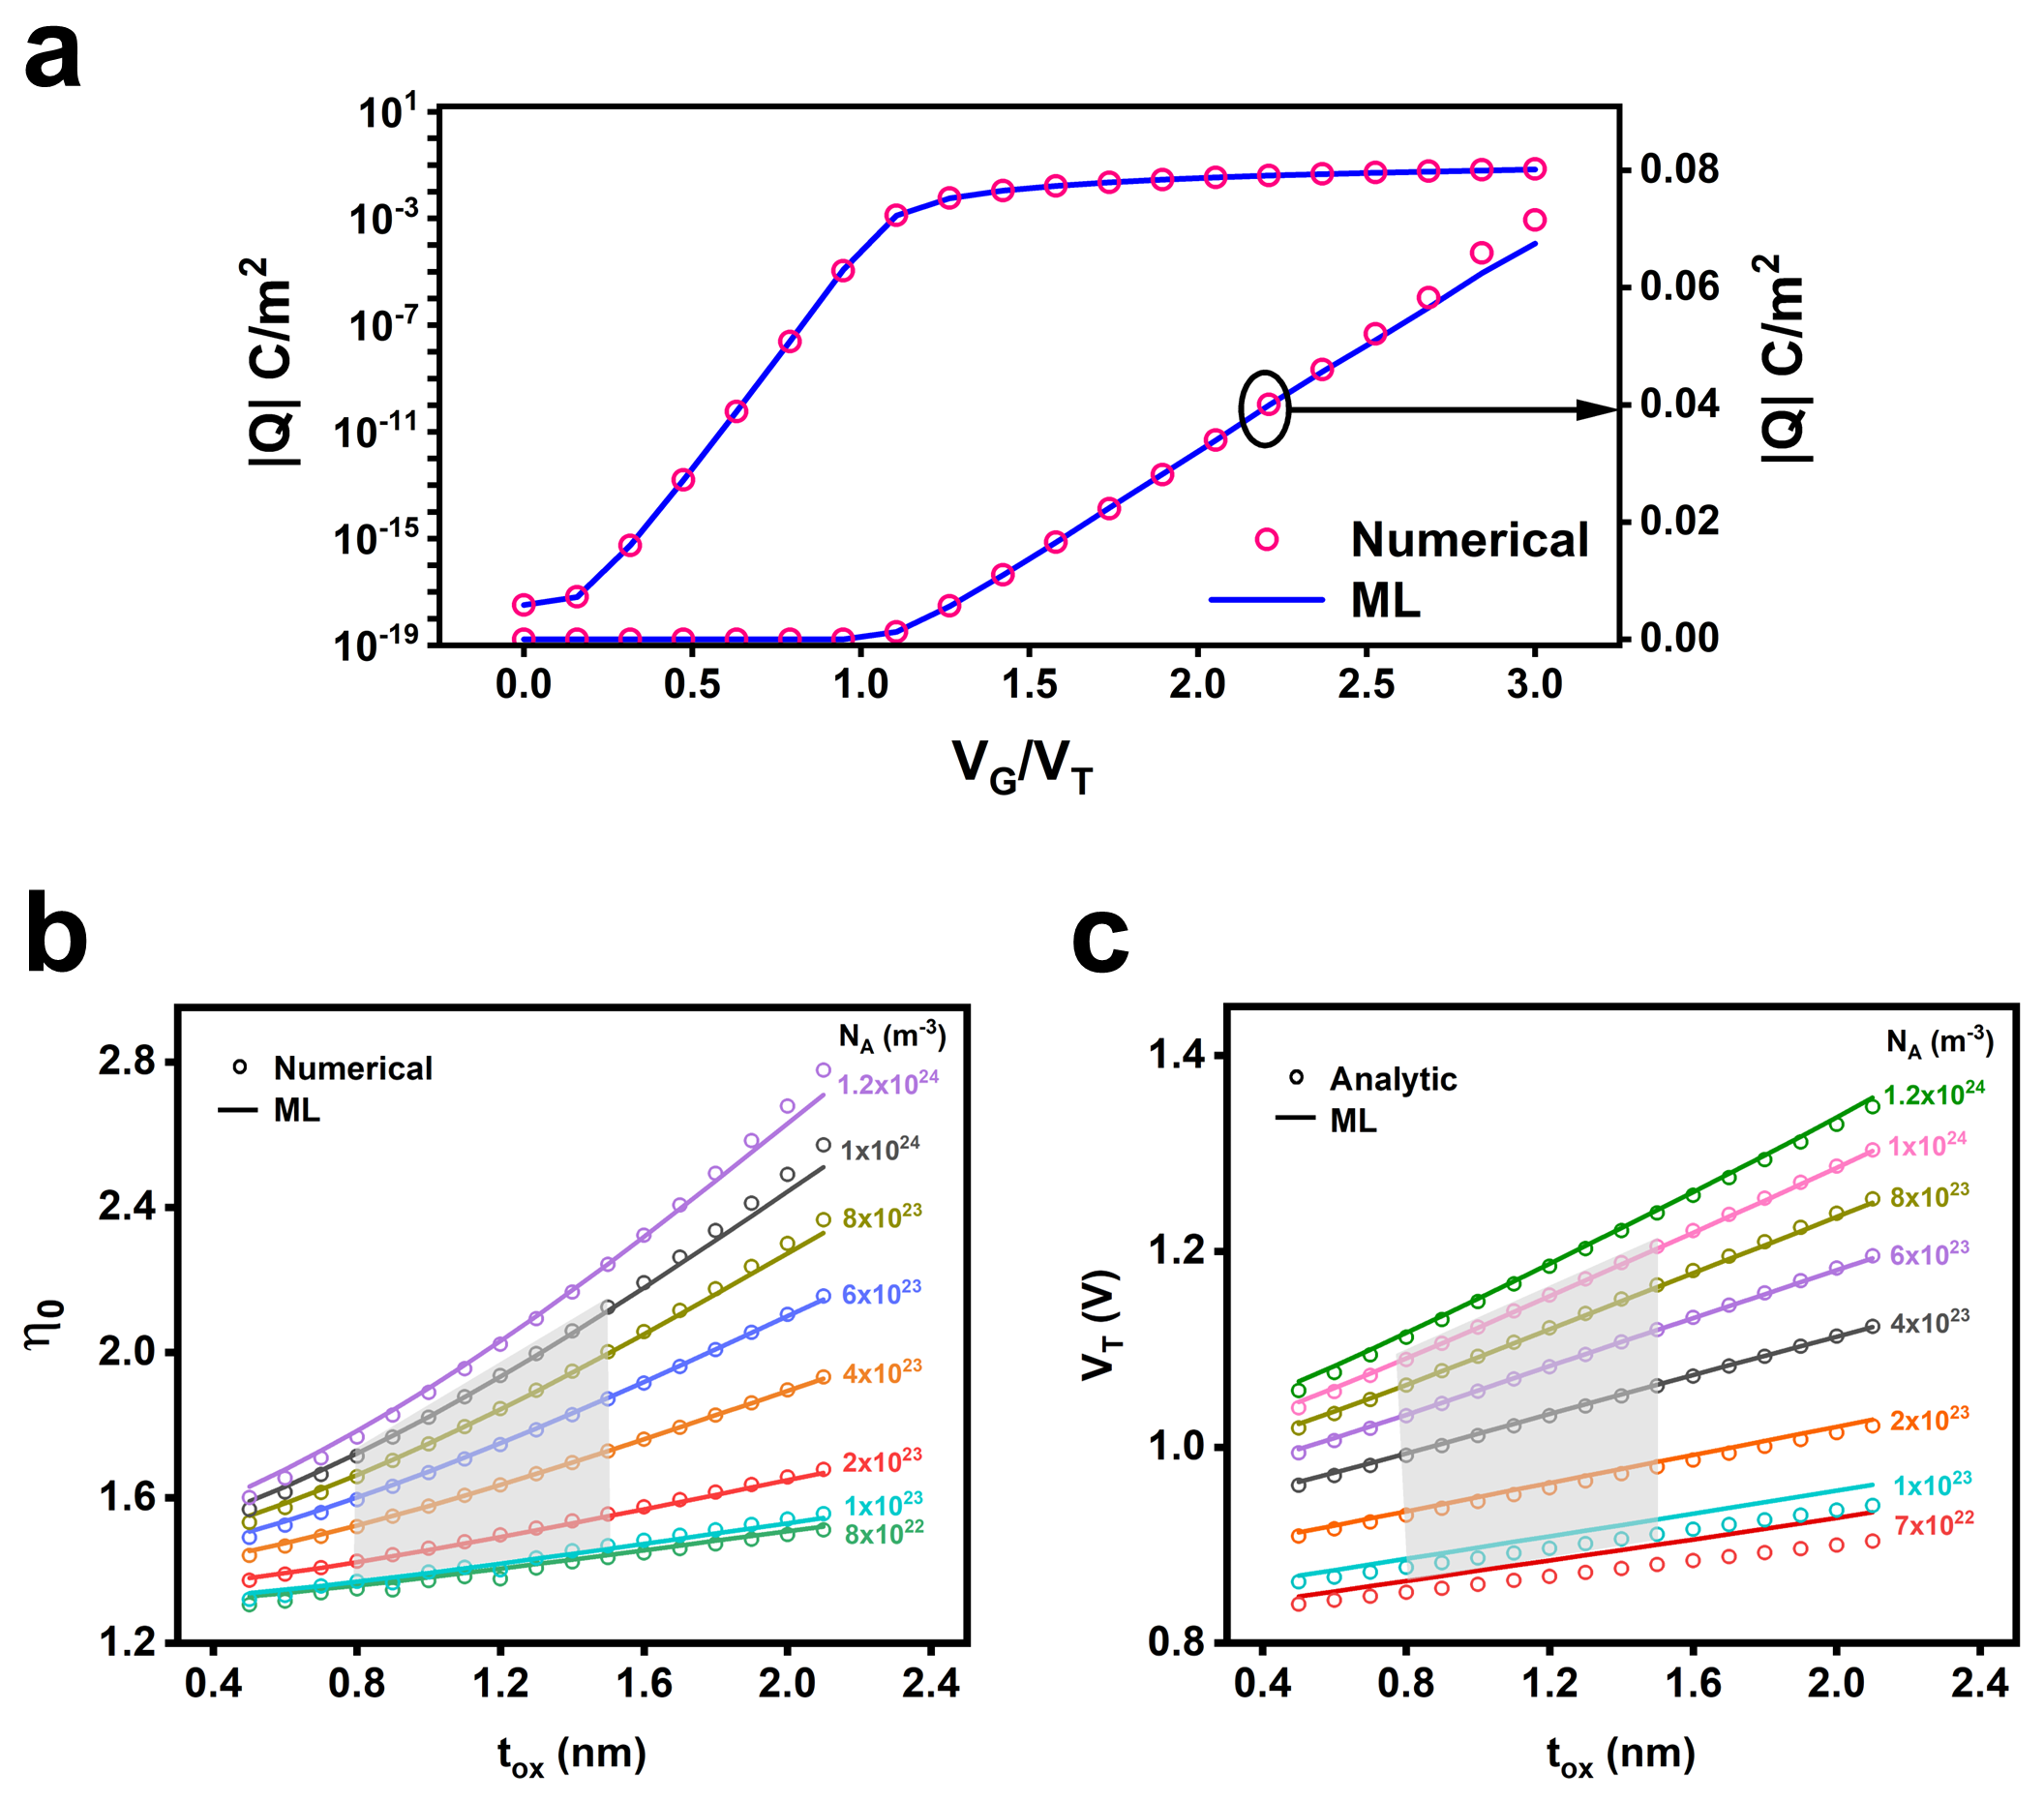 a
10^1
10^-3
10^-7
10^-11
10^-15
10^-19
|Q| C/m^2
0.08
0.06
0.04
0.02
0.00
|Q| C/m^2
Numerical
ML
0.0 0.5 1.0 1.5 2.0 2.5 3.0
V_G/V_T
b
2.8
2.4
2.0
1.6
1.2
η_0
Numerical
ML
N_A (m^-3)
1.2x10^24
1x10^24
8x10^23
6x10^23
4x10^23
2x10^23
1x10^23
8x10^22
0.4 0.8 1.2 1.6 2.0 2.4
t_ox (nm)
c
1.4
1.2
1.0
0.8
V_T (V)
Analytic
ML
N_A (m^-3)
1.2x10^24
1x10^24
8x10^23
6x10^23
4x10^23
2x10^23
1x10^23
7x10^22
0.4 0.8 1.2 1.6 2.0 2.4
t_ox (nm)